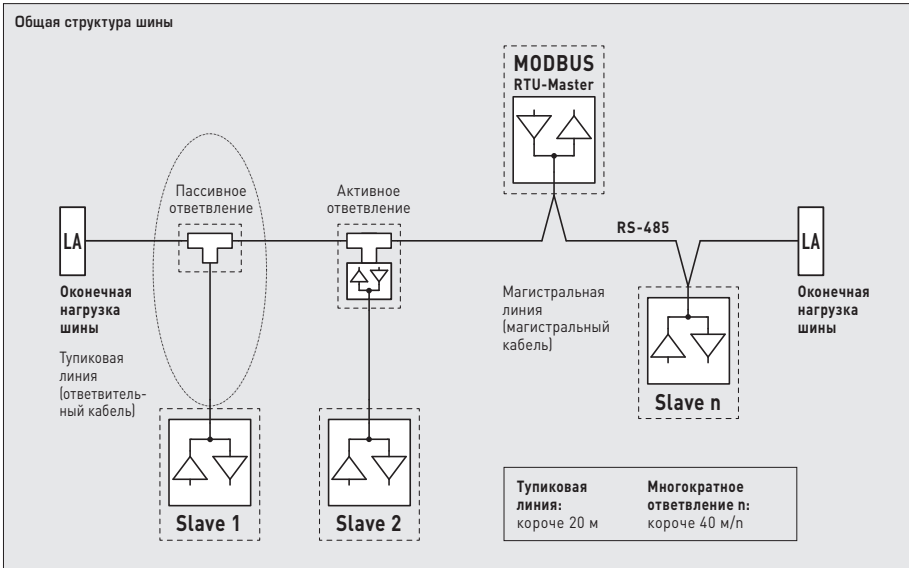 Общая структура шины
MODBUS
RTU-Master
Пассивное
ответвление
Активное
ответвление
LA
RS-485
LA
Оконечная
нагрузка
шины
Магистральная
линия
(магистральный
кабель)
Оконечная
нагрузка
шины
Тупиковая
линия
(ответвитель-
ный кабель)
Slave n
Slave 1
Slave 2
Тупиковая
линия:
короче 20 м
Многократное
ответвление n:
короче 40 м/n